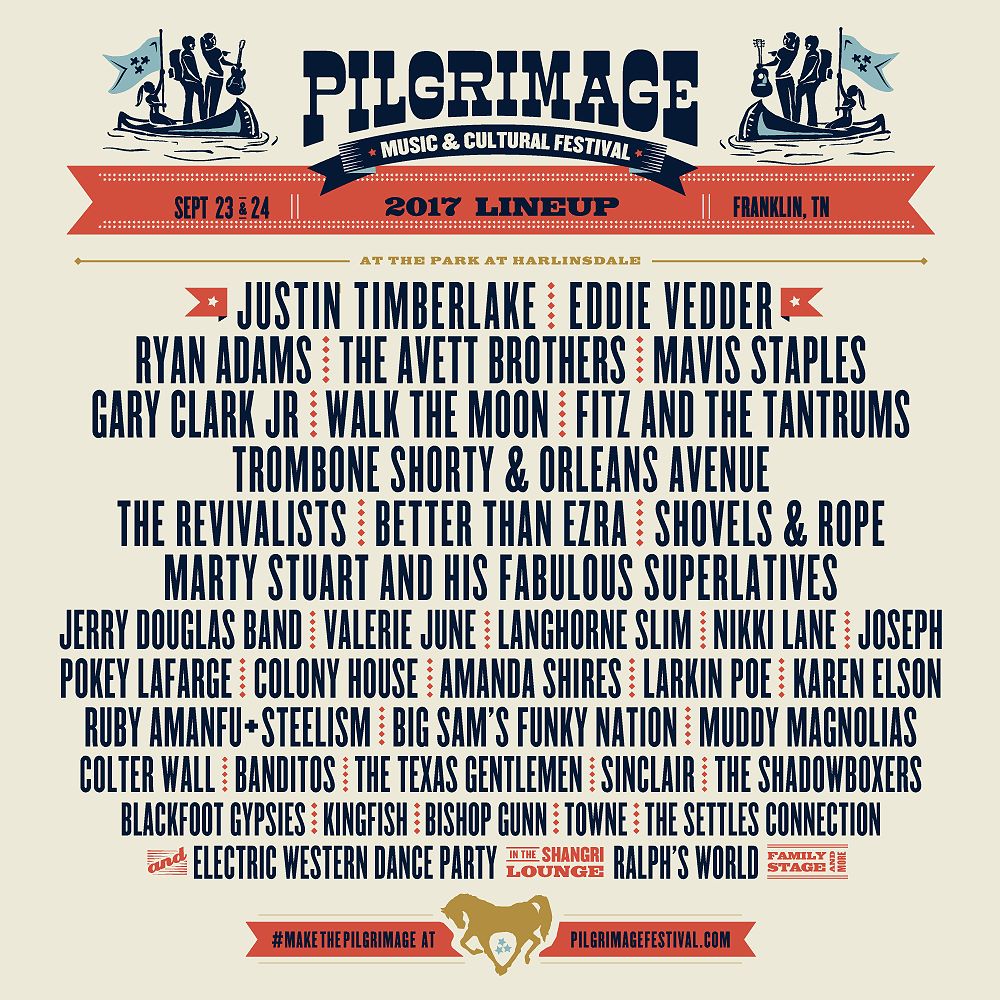 PILGRIMAGE
MUSIC & CULTURAL FESTIVAL
SEPT 23 & 24 2017 LINEUP FRANKLIN, TN
AT THE PARK AT HARLINSDALE
JUSTIN TIMBERLAKE EDDIE VEDDER
RYAN ADAMS THE AVETT BROTHERS MAVIS STAPLES
GARY CLARK JR WALK THE MOON FITZ AND THE TANTRUMS
TROMBONE SHORTY & ORLEANS AVENUE
THE REVIVALISTS BETTER THAN EZRA SHOVELS & ROPE
MARTY STUART AND HIS FABULOUS SUPERLATIVES
JERRY DOUGLAS BAND VALERIE JUNE LANGHORNE SLIM NIKKI LANE JOSEPH
POKEY LAFARGE COLONY HOUSE AMANDA SHIRES LARKIN POE KAREN ELSON
RUBY AMANFU+STEELISM BIG SAM'S FUNKY NATION MUDDY MAGNOLIAS
COLTER WALL BANDITOS THE TEXAS GENTLEMEN SINCLAIR THE SHADOWBOXERS
BLACKFOOT GYPSIES KINGFISH BISHOP GUNN TOWNE THE SETTLES CONNECTION
and ELECTRIC WESTERN DANCE PARTY IN THE SHANGRI LOUNGE RALPH'S WORLD FAMILY STAGE AND MORE
#MAKETHEPILGRIMAGE AT PILGRIMAGEFESTIVAL.COM